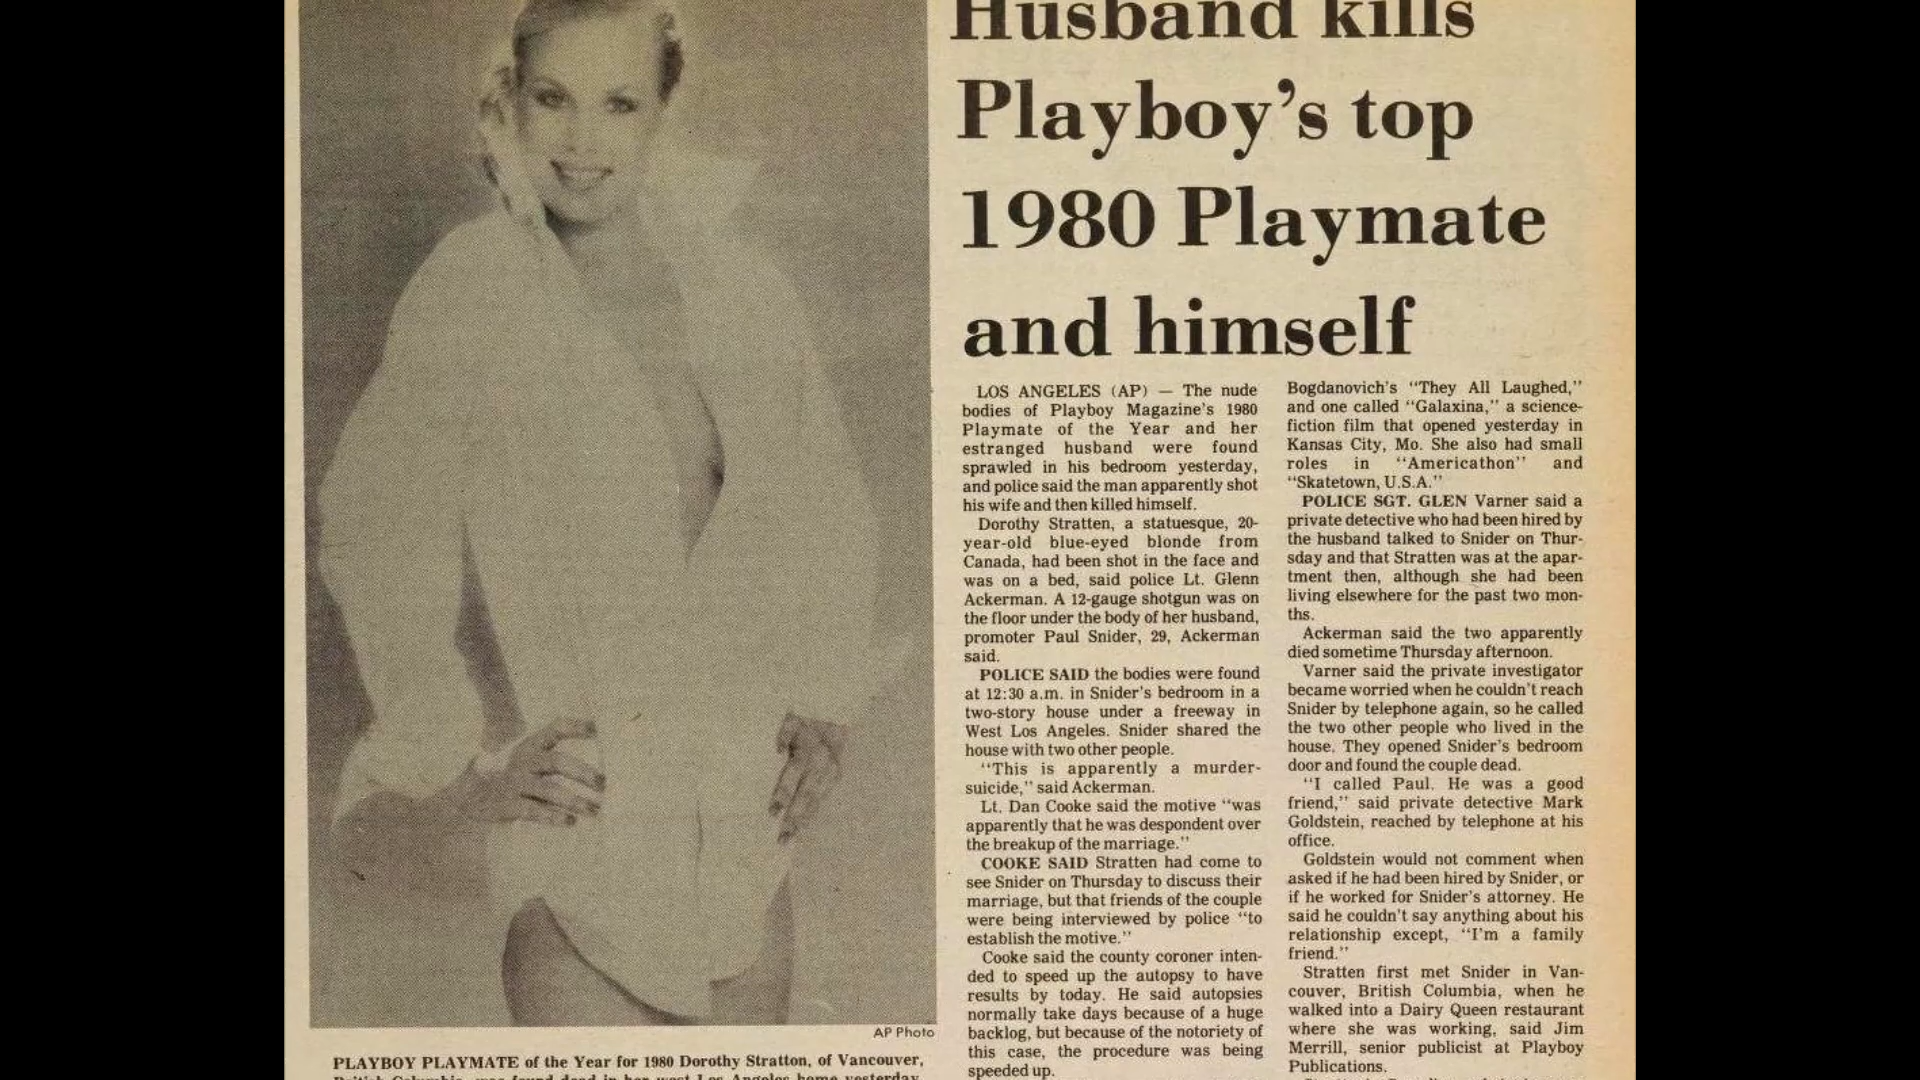 Husband kills
Playboy's top
1980 Playmate
and himself
LOS ANGELES (AP) — The nude
bodies of Playboy Magazine's 1980
Playmate of the Year and her
estranged husband were found
sprawled in his bedroom yesterday,
and police said the man apparently shot
his wife and then killed himself.
Dorothy Stratten, a statuesque, 20-
year-old blue-eyed blonde from
Canada, had been shot in the face and
was on a bed, said police Lt. Glenn
Ackerman. A 12-gauge shotgun was on
the floor under the body of her husband,
promoter Paul Snider, 29, Ackerman
said.
POLICE SAID the bodies were found
at 12:30 a.m. in Snider's bedroom in a
two-story house under a freeway in
West Los Angeles. Snider shared the
house with two other people.
"This is apparently a murder-
suicide," said Ackerman.
Lt. Dan Cooke said the motive "was
apparently that he was despondent over
the breakup of the marriage."
COOKE SAID Stratten had come to
see Snider on Thursday to discuss their
marriage, but that friends of the couple
were being interviewed by police "to
establish the motive."
Cooke said the county coroner inten-
ded to speed up the autopsy to have
results by today. He said autopsies
normally take days because of a huge
backlog, but because of the notoriety of
this case, the procedure was being
speeded up.
Bogdanovich's "They All Laughed,"
and one called "Galaxina," a science-
fiction film that opened yesterday in
Kansas City, Mo. She also had small
roles in "Americathon" and
"Skatetown, U.S.A."
POLICE SGT. GLEN Varner said a
private detective who had been hired by
the husband talked to Snider on Thur-
sday and that Stratten was at the apar-
tment then, although she had been
living elsewhere for the past two mon-
ths.
Ackerman said the two apparently
died sometime Thursday afternoon.
Varner said the private investigator
became worried when he couldn't reach
Snider by telephone again, so he called
the two other people who lived in the
house. They opened Snider's bedroom
door and found the couple dead.
"I called Paul. He was a good
friend," said private detective Mark
Goldstein, reached by telephone at his
office.
Goldstein would not comment when
asked if he had been hired by Snider, or
if he worked for Snider's attorney. He
said he couldn't say anything about his
relationship except, "I'm a family
friend."
Stratten first met Snider in Van-
couver, British Columbia, when he
walked into a Dairy Queen restaurant
where she was working, said Jim
Merrill, senior publicist at Playboy
Publications.
AP Photo
PLAYBOY PLAYMATE of the Year for 1980 Dorothy Stratton, of Vancouver,
British Columbia, was found dead in her west Los Angeles home yesterday.